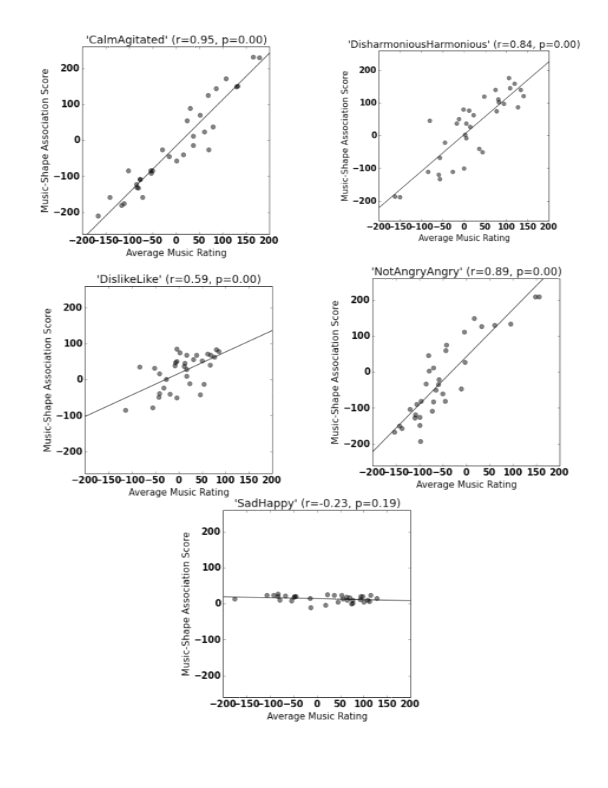 'CalmAgitated' (r=0.95, p=0.00)
Music-Shape Association Score
200
100
0
−100
−200
−200−150−100−50 0 50 100 150 200
Average Music Rating
'DisharmoniousHarmonious' (r=0.84, p=0.00)
Music-Shape Association Score
200
100
0
−100
−200
−200−150−100−50 0 50 100 150 200
Average Music Rating
'DislikeLike' (r=0.59, p=0.00)
Music-Shape Association Score
200
100
0
−100
−200
−200−150−100−50 0 50 100 150 200
Average Music Rating
'NotAngryAngry' (r=0.89, p=0.00)
Music-Shape Association Score
200
100
0
−100
−200
−200−150−100−50 0 50 100 150 200
Average Music Rating
'SadHappy' (r=-0.23, p=0.19)
Music-Shape Association Score
200
100
0
−100
−200
−200−150−100−50 0 50 100 150 200
Average Music Rating